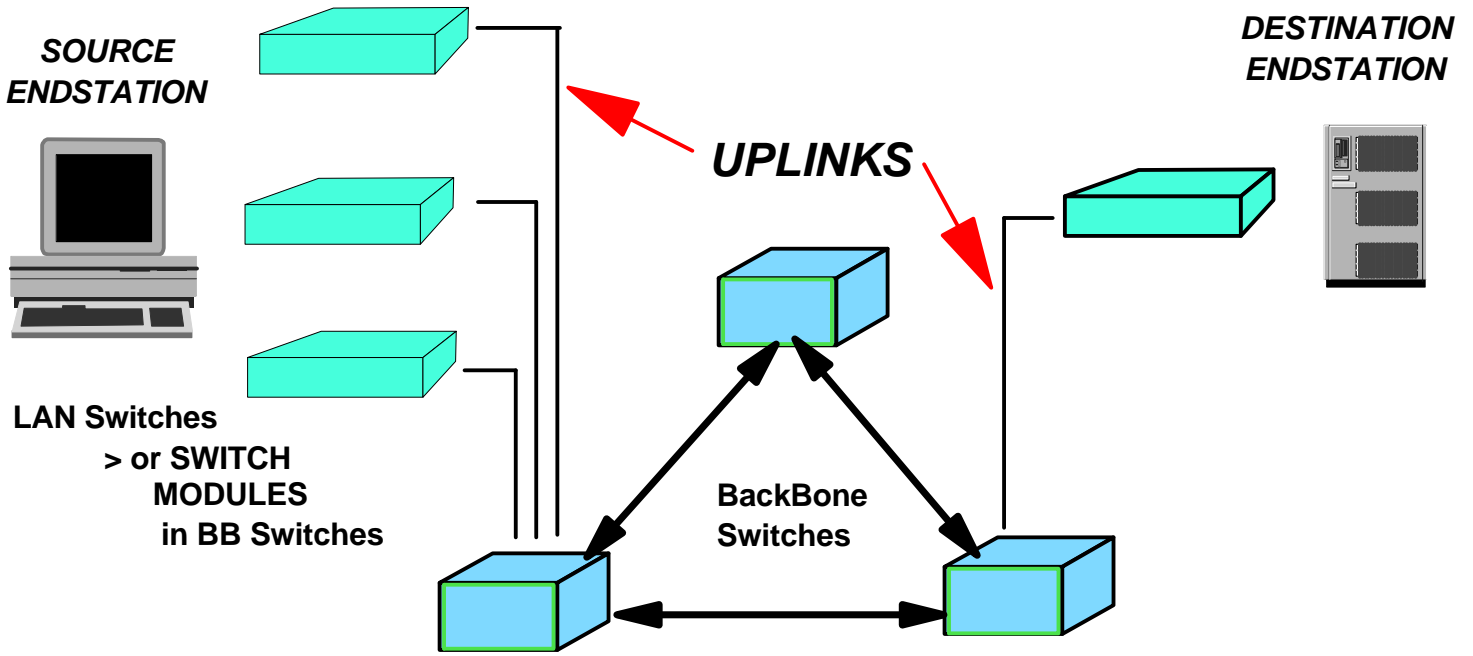 SOURCE
ENDSTATION
DESTINATION
ENDSTATION
UPLINKS
LAN Switches
> or SWITCH
MODULES
in BB Switches
BackBone
Switches